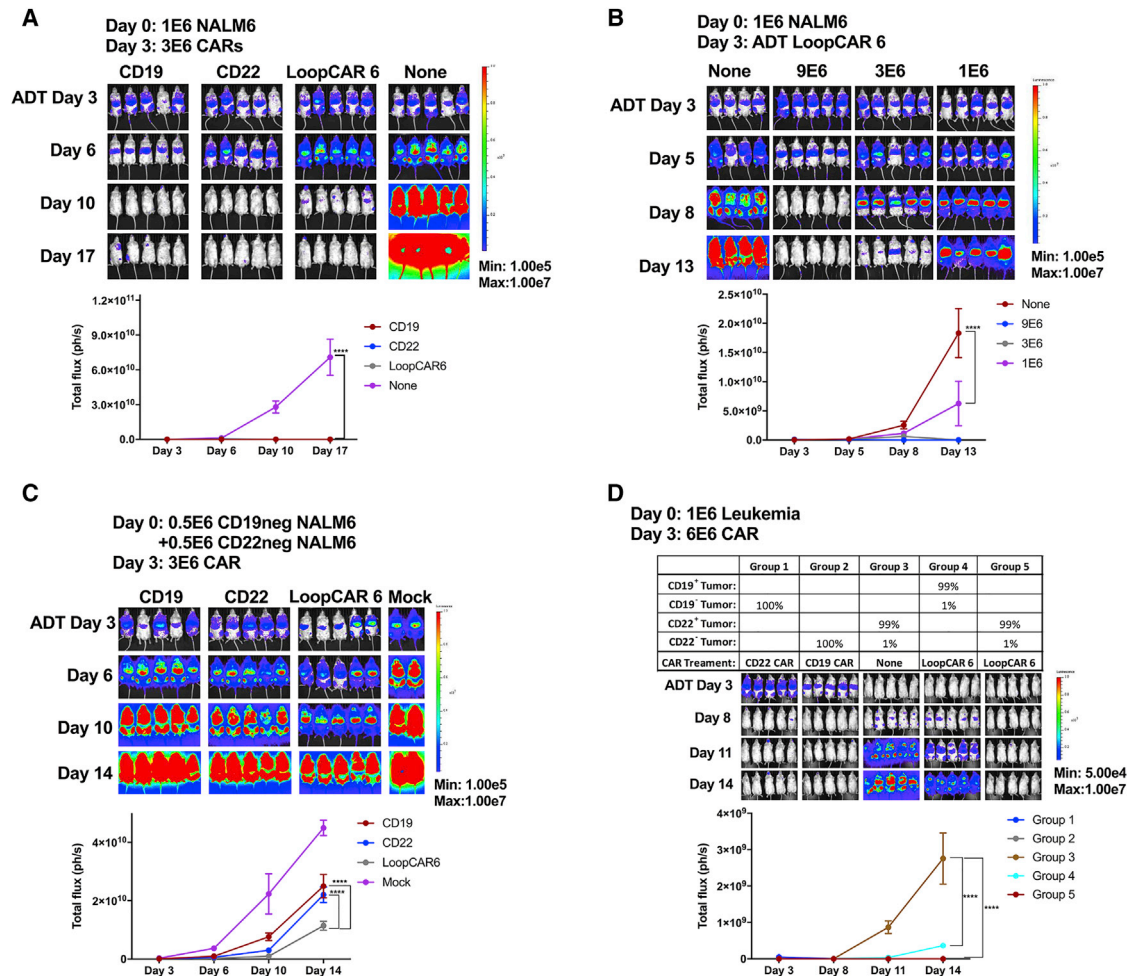 A
Day 0: 1E6 NALM6
Day 3: 3E6 CARs
CD19 CD22 LoopCAR 6 None
ADT Day 3
Day 6
Day 10
Day 17
Min: 1.00e5
Max:1.00e7
1.2×10¹¹
9.0×10¹⁰
6.0×10¹⁰
3.0×10¹⁰
0.0
Total flux (ph/s)
Day 3 Day 6 Day 10 Day 17
****
CD19
CD22
LoopCAR6
None
B
Day 0: 1E6 NALM6
Day 3: ADT LoopCAR 6
None 9E6 3E6 1E6
ADT Day 3
Day 5
Day 8
Day 13
Min: 1.00e5
Max:1.00e7
2.5×10¹⁰
2.0×10¹⁰
1.5×10¹⁰
1.0×10¹⁰
5.0×10⁹
0.0
Total flux (ph/s)
Day 3 Day 5 Day 8 Day 13
****
None
9E6
3E6
1E6
C
Day 0: 0.5E6 CD19neg NALM6
+0.5E6 CD22neg NALM6
Day 3: 3E6 CAR
CD19 CD22 LoopCAR 6 Mock
ADT Day 3
Day 6
Day 10
Day 14
Min: 1.00e5
Max:1.00e7
4×10¹⁰
2×10¹⁰
0
Total flux (ph/s)
Day 3 Day 6 Day 10 Day 14
****
****
CD19
CD22
LoopCAR6
Mock
D
Day 0: 1E6 Leukemia
Day 3: 6E6 CAR
Group 1 Group 2 Group 3 Group 4 Group 5
CD19⁺ Tumor: 99%
CD19⁻ Tumor: 100% 1%
CD22⁺ Tumor: 99% 99%
CD22⁻ Tumor: 100% 1% 1%
CAR Treament: CD22 CAR CD19 CAR None LoopCAR 6 LoopCAR 6
ADT Day 3
Day 8
Day 11
Day 14
Min: 5.00e4
Max:1.00e7
4×10⁹
3×10⁹
2×10⁹
1×10⁹
0
Total flux (ph/s)
Day 3 Day 8 Day 11 Day 14
****
****
Group 1
Group 2
Group 3
Group 4
Group 5